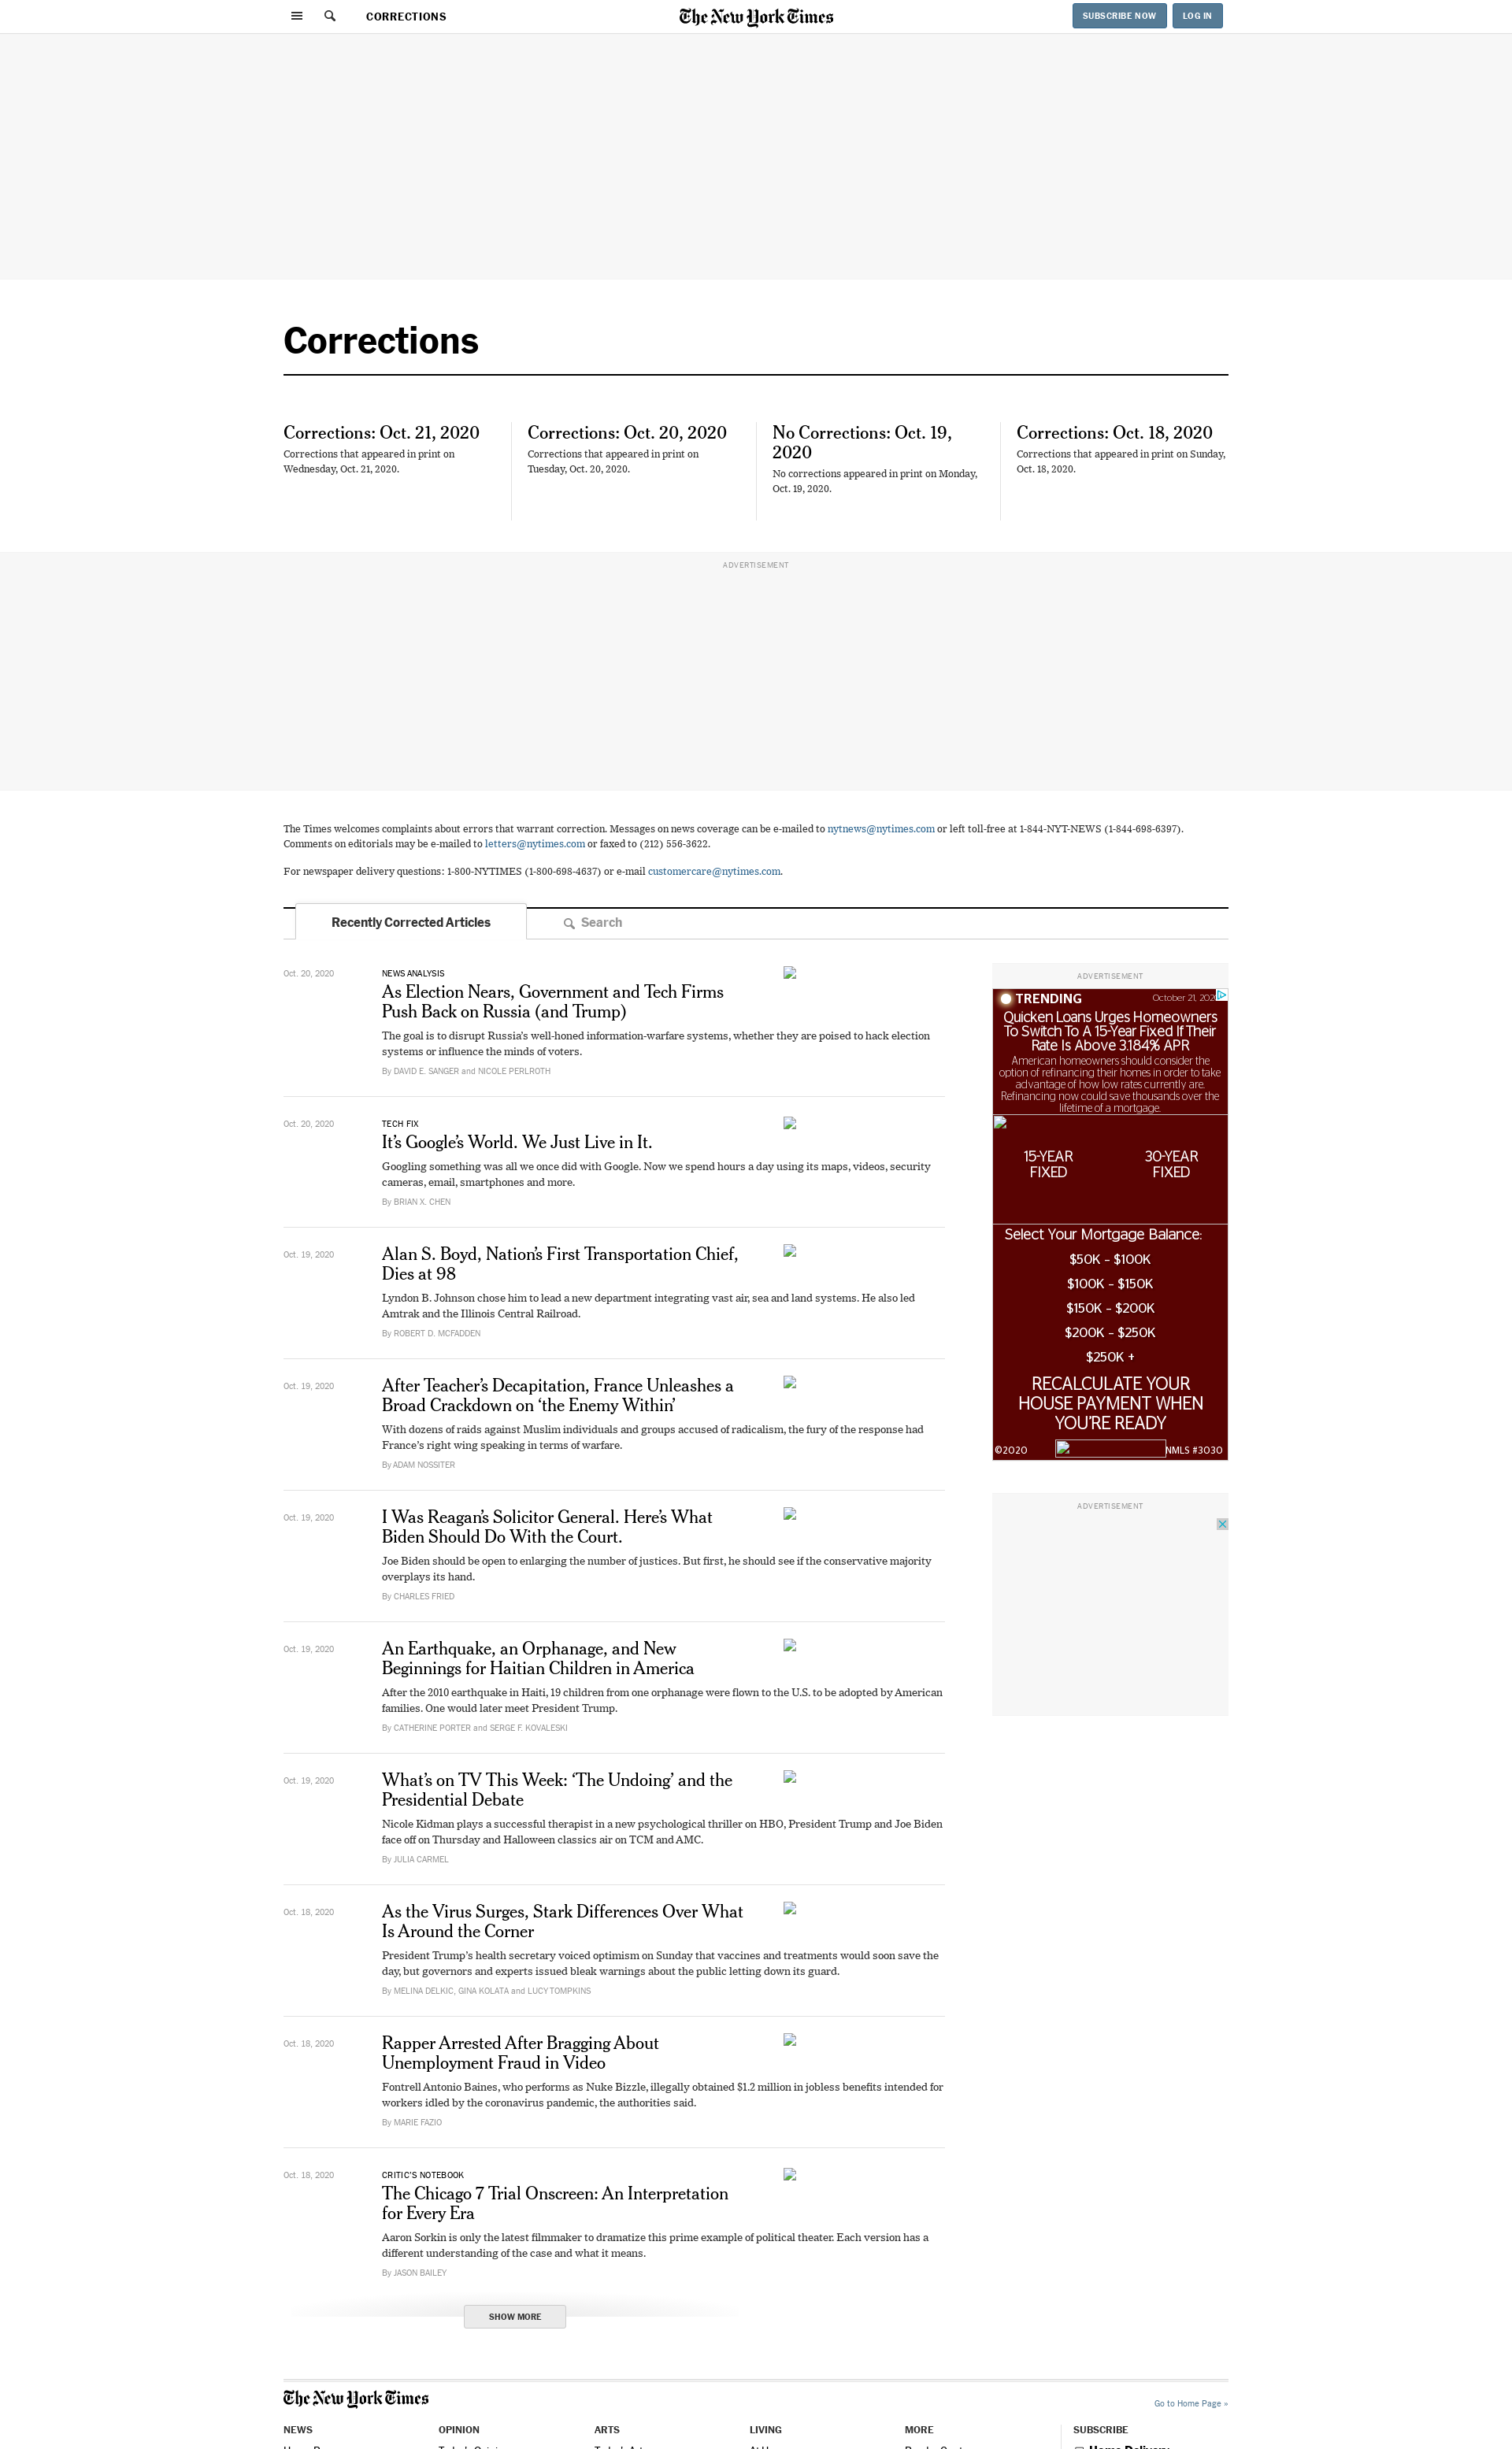 CORRECTIONS
The New York Times
SUBSCRIBE NOW
LOG IN
Corrections
Corrections: Oct. 21, 2020
Corrections that appeared in print on
Wednesday, Oct. 21, 2020.
Corrections: Oct. 20, 2020
Corrections that appeared in print on
Tuesday, Oct. 20, 2020.
No Corrections: Oct. 19,
2020
No corrections appeared in print on Monday,
Oct. 19, 2020.
Corrections: Oct. 18, 2020
Corrections that appeared in print on Sunday,
Oct. 18, 2020.
ADVERTISEMENT
The Times welcomes complaints about errors that warrant correction. Messages on news coverage can be e-mailed to nytnews@nytimes.com or left toll-free at 1-844-NYT-NEWS (1-844-698-6397).
Comments on editorials may be e-mailed to letters@nytimes.com or faxed to (212) 556-3622.
For newspaper delivery questions: 1-800-NYTIMES (1-800-698-4637) or e-mail customercare@nytimes.com.
Recently Corrected Articles
Search
Oct. 20, 2020
NEWS ANALYSIS
As Election Nears, Government and Tech Firms
Push Back on Russia (and Trump)
The goal is to disrupt Russia's well-honed information-warfare systems, whether they are poised to hack election
systems or influence the minds of voters.
By DAVID E. SANGER and NICOLE PERLROTH
Oct. 20, 2020
TECH FIX
It's Google's World. We Just Live in It.
Googling something was all we once did with Google. Now we spend hours a day using its maps, videos, security
cameras, email, smartphones and more.
By BRIAN X. CHEN
Oct. 19, 2020
Alan S. Boyd, Nation's First Transportation Chief,
Dies at 98
Lyndon B. Johnson chose him to lead a new department integrating vast air, sea and land systems. He also led
Amtrak and the Illinois Central Railroad.
By ROBERT D. MCFADDEN
Oct. 19, 2020
After Teacher's Decapitation, France Unleashes a
Broad Crackdown on 'the Enemy Within'
With dozens of raids against Muslim individuals and groups accused of radicalism, the fury of the response had
France's right wing speaking in terms of warfare.
By ADAM NOSSITER
Oct. 19, 2020
I Was Reagan's Solicitor General. Here's What
Biden Should Do With the Court.
Joe Biden should be open to enlarging the number of justices. But first, he should see if the conservative majority
overplays its hand.
By CHARLES FRIED
Oct. 19, 2020
An Earthquake, an Orphanage, and New
Beginnings for Haitian Children in America
After the 2010 earthquake in Haiti, 19 children from one orphanage were flown to the U.S. to be adopted by American
families. One would later meet President Trump.
By CATHERINE PORTER and SERGE F. KOVALESKI
Oct. 19, 2020
What's on TV This Week: 'The Undoing' and the
Presidential Debate
Nicole Kidman plays a successful therapist in a new psychological thriller on HBO, President Trump and Joe Biden
face off on Thursday and Halloween classics air on TCM and AMC.
By JULIA CARMEL
Oct. 18, 2020
As the Virus Surges, Stark Differences Over What
Is Around the Corner
President Trump's health secretary voiced optimism on Sunday that vaccines and treatments would soon save the
day, but governors and experts issued bleak warnings about the public letting down its guard.
By MELINA DELKIC, GINA KOLATA and LUCY TOMPKINS
Oct. 18, 2020
Rapper Arrested After Bragging About
Unemployment Fraud in Video
Fontrell Antonio Baines, who performs as Nuke Bizzle, illegally obtained $1.2 million in jobless benefits intended for
workers idled by the coronavirus pandemic, the authorities said.
By MARIE FAZIO
Oct. 18, 2020
CRITIC'S NOTEBOOK
The Chicago 7 Trial Onscreen: An Interpretation
for Every Era
Aaron Sorkin is only the latest filmmaker to dramatize this prime example of political theater. Each version has a
different understanding of the case and what it means.
By JASON BAILEY
SHOW MORE
ADVERTISEMENT
TRENDING
October 21, 202
Quicken Loans Urges Homeowners
To Switch To A 15-Year Fixed If Their
Rate Is Above 3.184% APR
American homeowners should consider the
option of refinancing their homes in order to take
advantage of how low rates currently are.
Refinancing now could save thousands over the
lifetime of a mortgage.
15-YEAR
FIXED
30-YEAR
FIXED
Select Your Mortgage Balance:
$50K - $100K
$100K - $150K
$150K - $200K
$200K - $250K
$250K +
RECALCULATE YOUR
HOUSE PAYMENT WHEN
YOU'RE READY
©2020
NMLS #3030
ADVERTISEMENT
The New York Times
Go to Home Page »
NEWS
OPINION
ARTS
LIVING
MORE
SUBSCRIBE